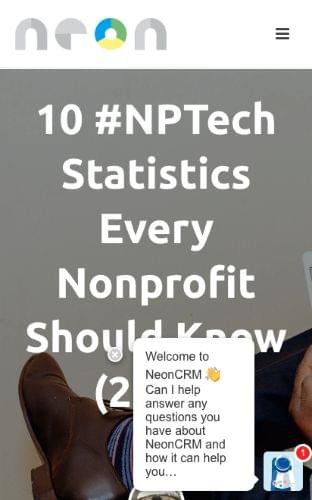 neon
10 #NPTech
Statistics
Every
Nonprofit
Should Know
(2
Welcome to
NeonCRM 👋
Can I help
answer any
questions you
have about
NeonCRM and
how it can help
you…
1